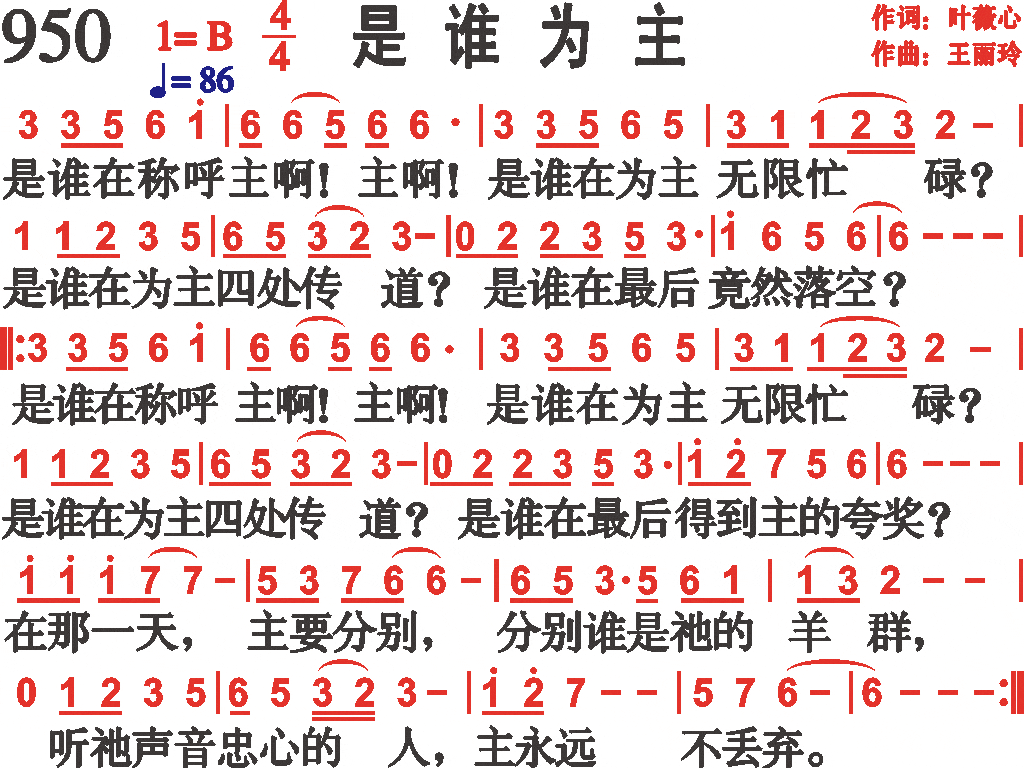 950 1=B 4/4 是谁为主 作词：叶薇心
♩=86 作曲：王丽玲
3 3 5 6 i | 6 6 5 6 6 · | 3 3 5 6 5 | 3 1 1 2 3 2 – |
是谁在称呼主啊！主啊！ 是谁在为主 无限忙 碌？
1 1 2 3 5 | 6 5 3 2 3 – | 0 2 2 3 5 3 · | i 6 5 6 | 6 – – – |
是谁在为主四处传 道？ 是谁在最后 竟然落空？
‖: 3 3 5 6 i | 6 6 5 6 6 · | 3 3 5 6 5 | 3 1 1 2 3 2 – |
是谁在称呼 主啊！主啊！ 是谁在为主 无限忙 碌？
1 1 2 3 5 | 6 5 3 2 3 – | 0 2 2 3 5 3 · | i 2̇ 7 5 6 | 6 – – – |
是谁在为主四处传 道？ 是谁在最后 得到主的夸奖？
i i i 7 7 – | 5 3 7 6 6 – | 6 5 3 · 5 6 1 | 1 3 2 – – |
在那一天， 主要分别， 分别谁是祂的 羊 群，
0 1 2 3 5 | 6 5 3 2 3 – | i 2̇ 7 – – | 5 7 6 – | 6 – – – :‖
听祂声音忠心的 人，主永远 不丢弃。